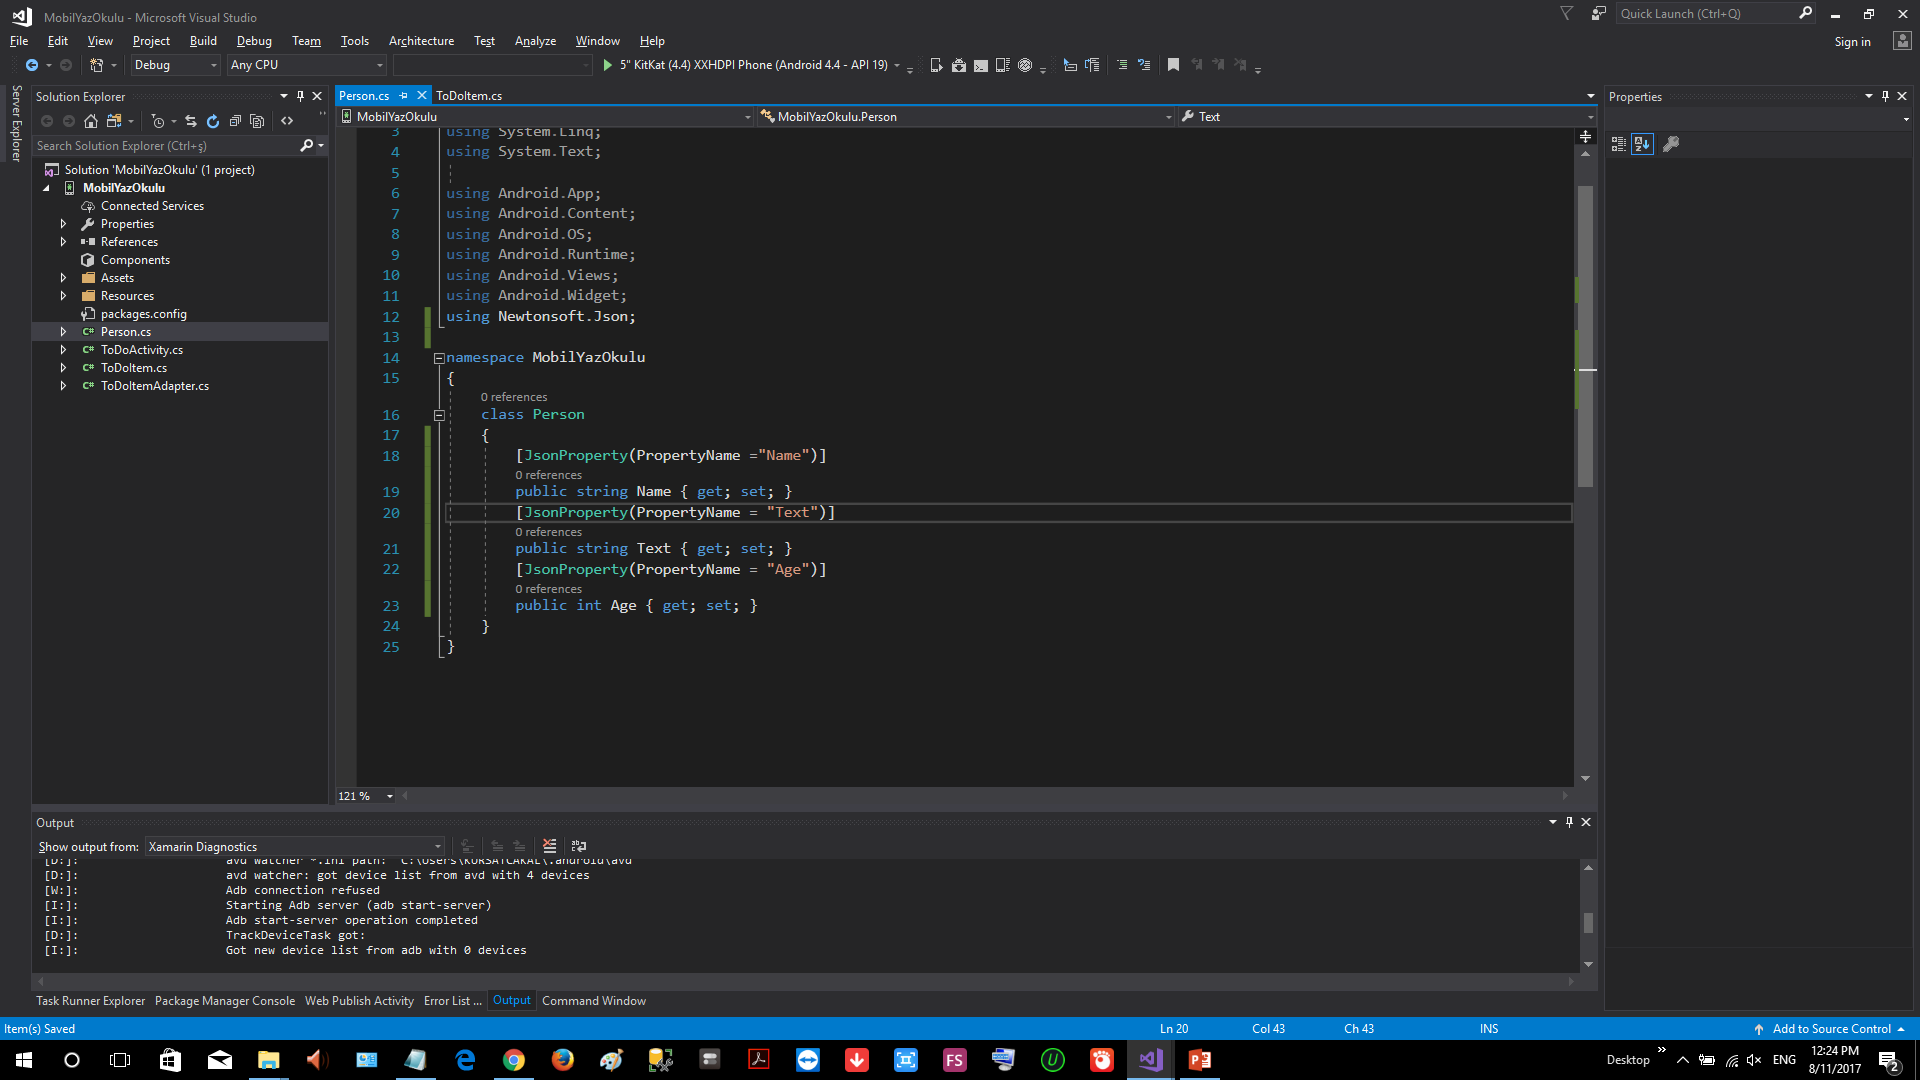 MobilYazOkulu - Microsoft Visual Studio
Quick Launch (Ctrl+Q)
File Edit View Project Build Debug Team Tools Architecture Test Analyze Window Help
Sign in
Debug Any CPU 5" KitKat (4.4) XXHDPI Phone (Android 4.4 - API 19)
Server Explorer
Solution Explorer
Search Solution Explorer (Ctrl+ş)
Solution 'MobilYazOkulu' (1 project)
MobilYazOkulu
Connected Services
Properties
References
Components
Assets
Resources
packages.config
Person.cs
ToDoActivity.cs
ToDoItem.cs
ToDoItemAdapter.cs
Person.cs ToDoItem.cs
MobilYazOkulu MobilYazOkulu.Person Text
3 using System.Linq;
4 using System.Text;
5
6 using Android.App;
7 using Android.Content;
8 using Android.OS;
9 using Android.Runtime;
10 using Android.Views;
11 using Android.Widget;
12 using Newtonsoft.Json;
13
14 namespace MobilYazOkulu
15 {
0 references
16 class Person
17 {
18 [JsonProperty(PropertyName ="Name")]
0 references
19 public string Name { get; set; }
20 [JsonProperty(PropertyName = "Text")]
0 references
21 public string Text { get; set; }
22 [JsonProperty(PropertyName = "Age")]
0 references
23 public int Age { get; set; }
24 }
25 }
121 %
Properties
Output
Show output from: Xamarin Diagnostics
[D:]: avd watcher *.ini path: C:\Users\KURSATCAKAL\.android\avd
[D:]: avd watcher: got device list from avd with 4 devices
[W:]: Adb connection refused
[I:]: Starting Adb server (adb start-server)
[I:]: Adb start-server operation completed
[D:]: TrackDeviceTask got:
[I:]: Got new device list from adb with 0 devices
Task Runner Explorer Package Manager Console Web Publish Activity Error List ... Output Command Window
Item(s) Saved Ln 20 Col 43 Ch 43 INS Add to Source Control
FS
Desktop ENG 12:24 PM
8/11/2017
2